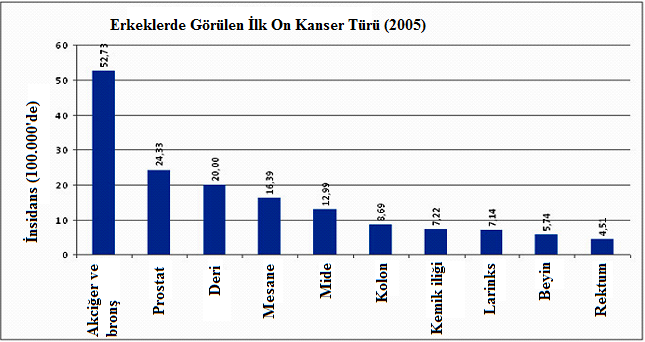 Erkeklerde Görülen İlk On Kanser Türü (2005)
İnsidans (100.000'de)
60
50
40
30
20
10
0
52,73
24,33
20,00
16,39
12,99
8,69
7,22
7,14
5,74
4,51
Akciğer ve
bronş
Prostat
Deri
Mesane
Mide
Kolon
Kemik iliği
Larinks
Beyin
Rektum